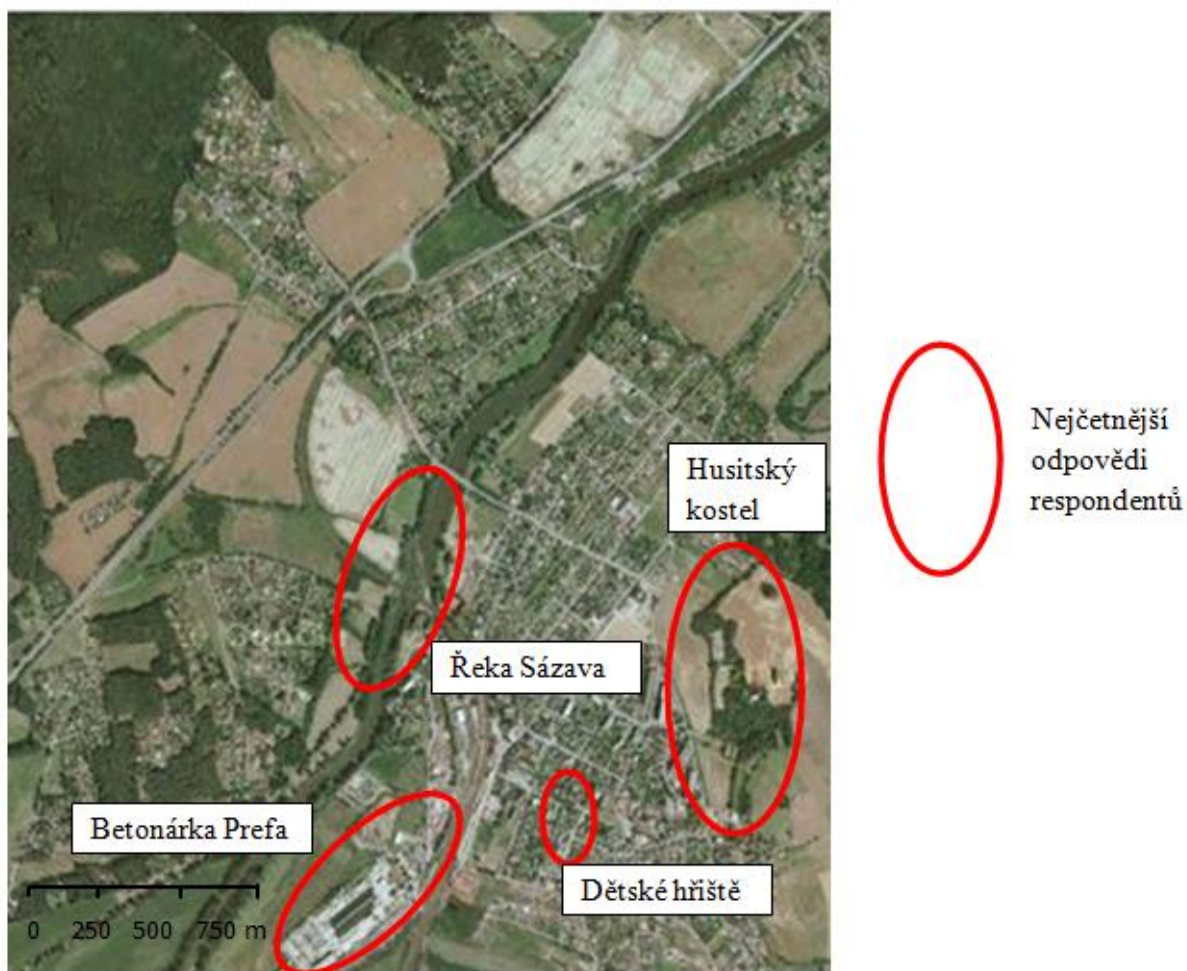 Husitský
kostel
Nejčetnější
odpovědi
respondentů
Řeka Sázava
Betonárka Prefa
Dětské hřiště
0 250 500 750 m